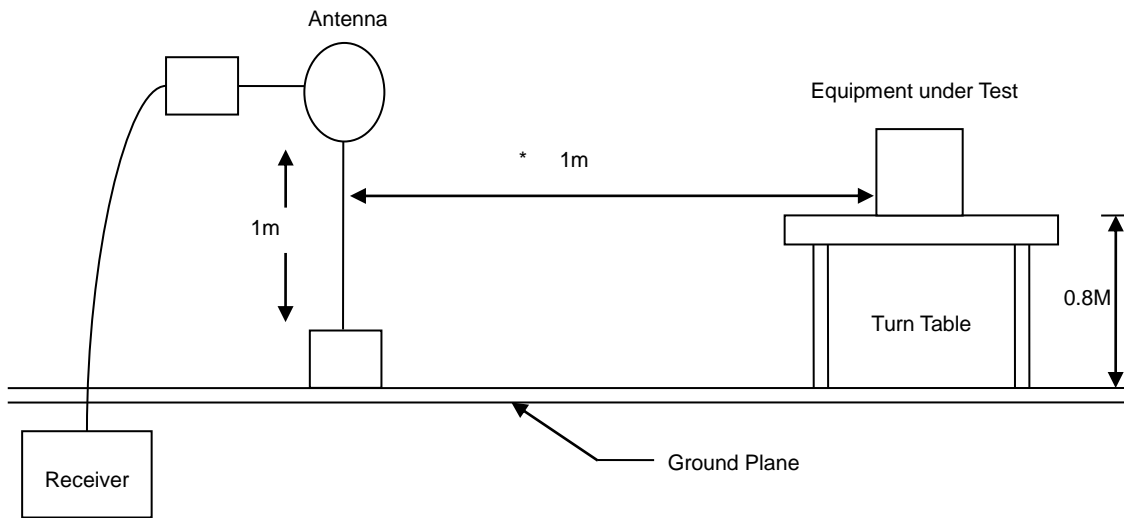 Antenna
Equipment under Test
* 1m
1m
0.8M
Turn Table
Ground Plane
Receiver